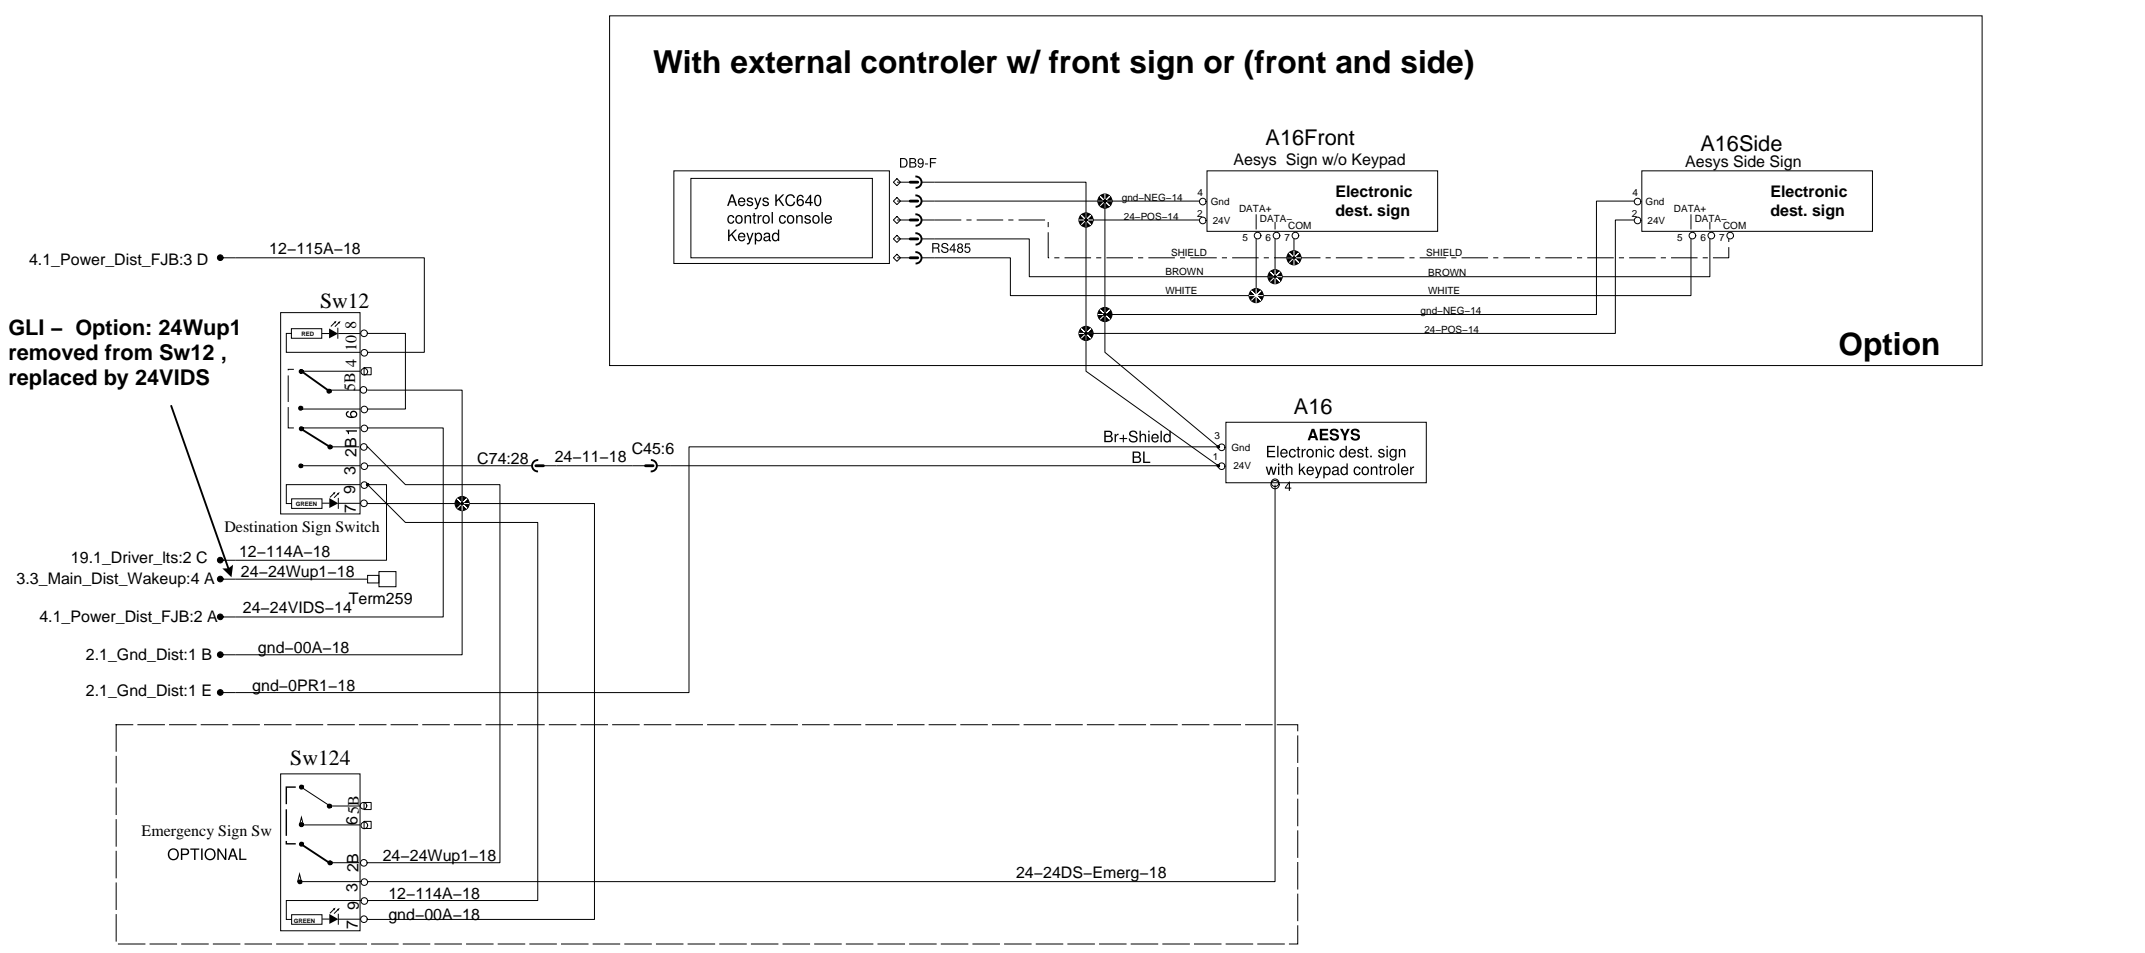 With external controler w/ front sign or (front and side)
A16Front
Aesys Sign w/o Keypad
A16Side
Aesys Side Sign
DB9-F
Aesys KC640
control console
Keypad
RS485
gnd–NEG–14
24–POS–14
4
Gnd
2
24V
Electronic
dest. sign
DATA+
DATA–
COM
5
6
7
4
Gnd
2
24V
Electronic
dest. sign
DATA+
DATA–
COM
5
6
7
SHIELD
SHIELD
BROWN
BROWN
WHITE
WHITE
gnd–NEG–14
24–POS–14
Option
4.1_Power_Dist_FJB:3 D
12–115A–18
Sw12
GLI – Option: 24Wup1
removed from Sw12 ,
replaced by 24VIDS
RED
8
10
4
5B
6
1
2B
3
9
7
GREEN
Destination Sign Switch
C74:28
24–11–18
C45:6
Br+Shield
BL
A16
3
Gnd
1
24V
AESYS
Electronic dest. sign
with keypad controler
4
19.1_Driver_lts:2 C
12–114A–18
3.3_Main_Dist_Wakeup:4 A
24–24Wup1–18
Term259
4.1_Power_Dist_FJB:2 A
24–24VIDS–14
2.1_Gnd_Dist:1 B
gnd–00A–18
2.1_Gnd_Dist:1 E
gnd–0PR1–18
Sw124
Emergency Sign Sw
OPTIONAL
5B
6
2B
3
9
7
GREEN
24–24Wup1–18
24–24DS–Emerg–18
12–114A–18
gnd–00A–18